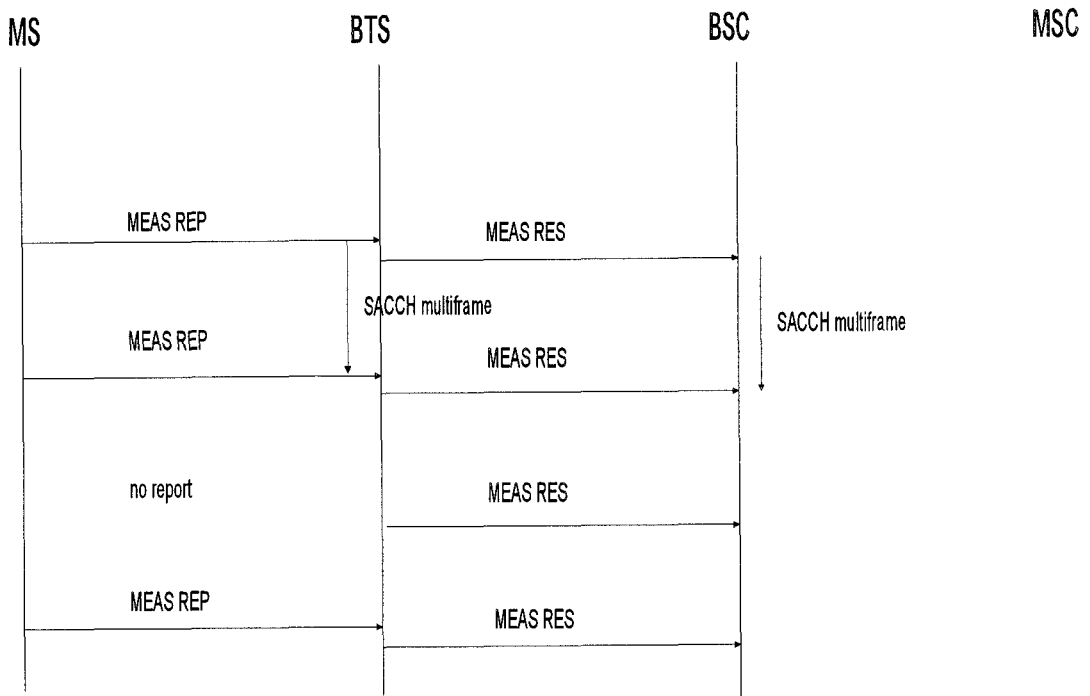 MS BTS BSC MSC
MEAS REP
MEAS RES
SACCH multiframe
SACCH multiframe
MEAS REP
MEAS RES
no report
MEAS RES
MEAS REP
MEAS RES